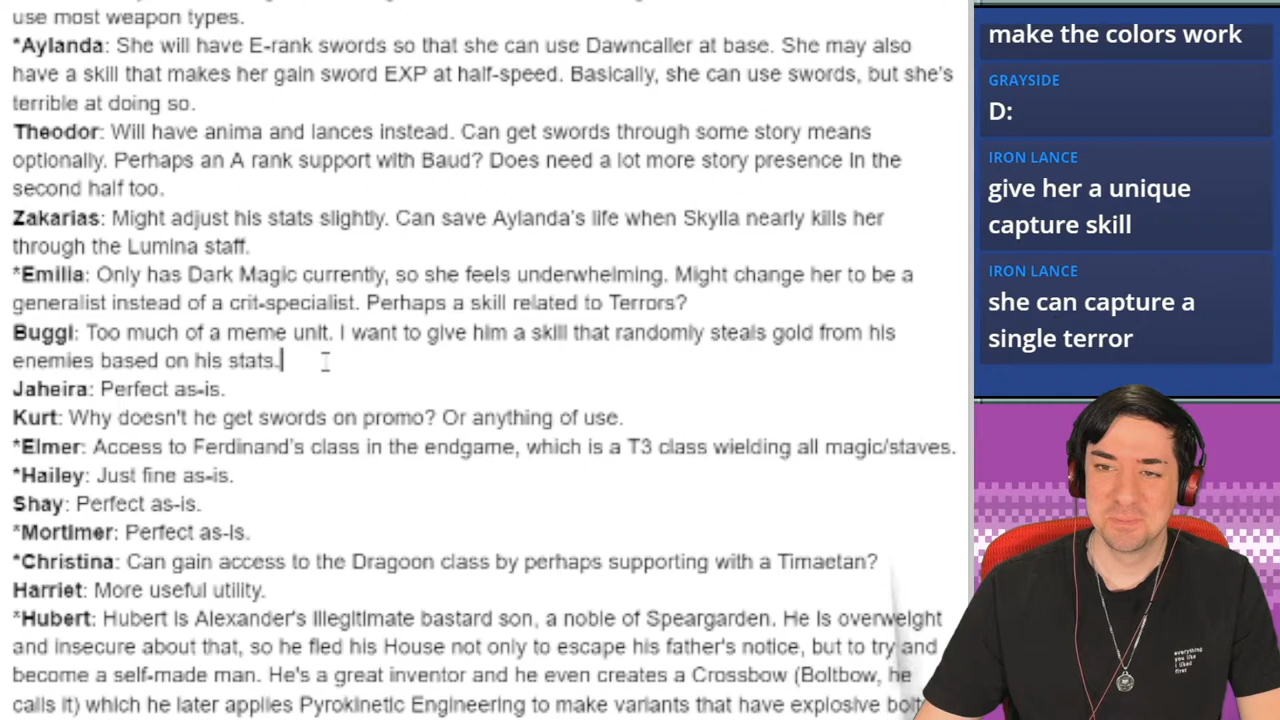 use most weapon types.
*Aylanda: She will have E-rank swords so that she can use Dawncaller at base. She may also
have a skill that makes her gain sword EXP at half-speed. Basically, she can use swords, but she's
terrible at doing so.
Theodor: Will have anima and lances instead. Can get swords through some story means
optionally. Perhaps an A rank support with Baud? Does need a lot more story presence in the
second half too.
Zakarias: Might adjust his stats slightly. Can save Aylanda's life when Skylla nearly kills her
through the Lumina staff.
*Emilia: Only has Dark Magic currently, so she feels underwhelming. Might change her to be a
generalist instead of a crit-specialist. Perhaps a skill related to Terrors?
Buggi: Too much of a meme unit. I want to give him a skill that randomly steals gold from his
enemies based on his stats.
Jaheira: Perfect as-is.
Kurt: Why doesn't he get swords on promo? Or anything of use.
*Elmer: Access to Ferdinand's class in the endgame, which is a T3 class wielding all magic/staves.
*Hailey: Just fine as-is.
Shay: Perfect as-is.
*Mortimer: Perfect as-is.
*Christina: Can gain access to the Dragoon class by perhaps supporting with a Timaetan?
Harriet: More useful utility.
*Hubert: Hubert is Alexander's illegitimate bastard son, a noble of Speargarden. He is overweight
and insecure about that, so he fled his House not only to escape his father's notice, but to try and
become a self-made man. He's a great inventor and he even creates a Crossbow (Boltbow, he
calls it) which he later applies Pyrokinetic Engineering to make variants that have explosive
make the colors work
GRAYSIDE
D:
IRON LANCE
give her a unique
capture skill
IRON LANCE
she can capture a
single terror
everything
you like
I liked
first